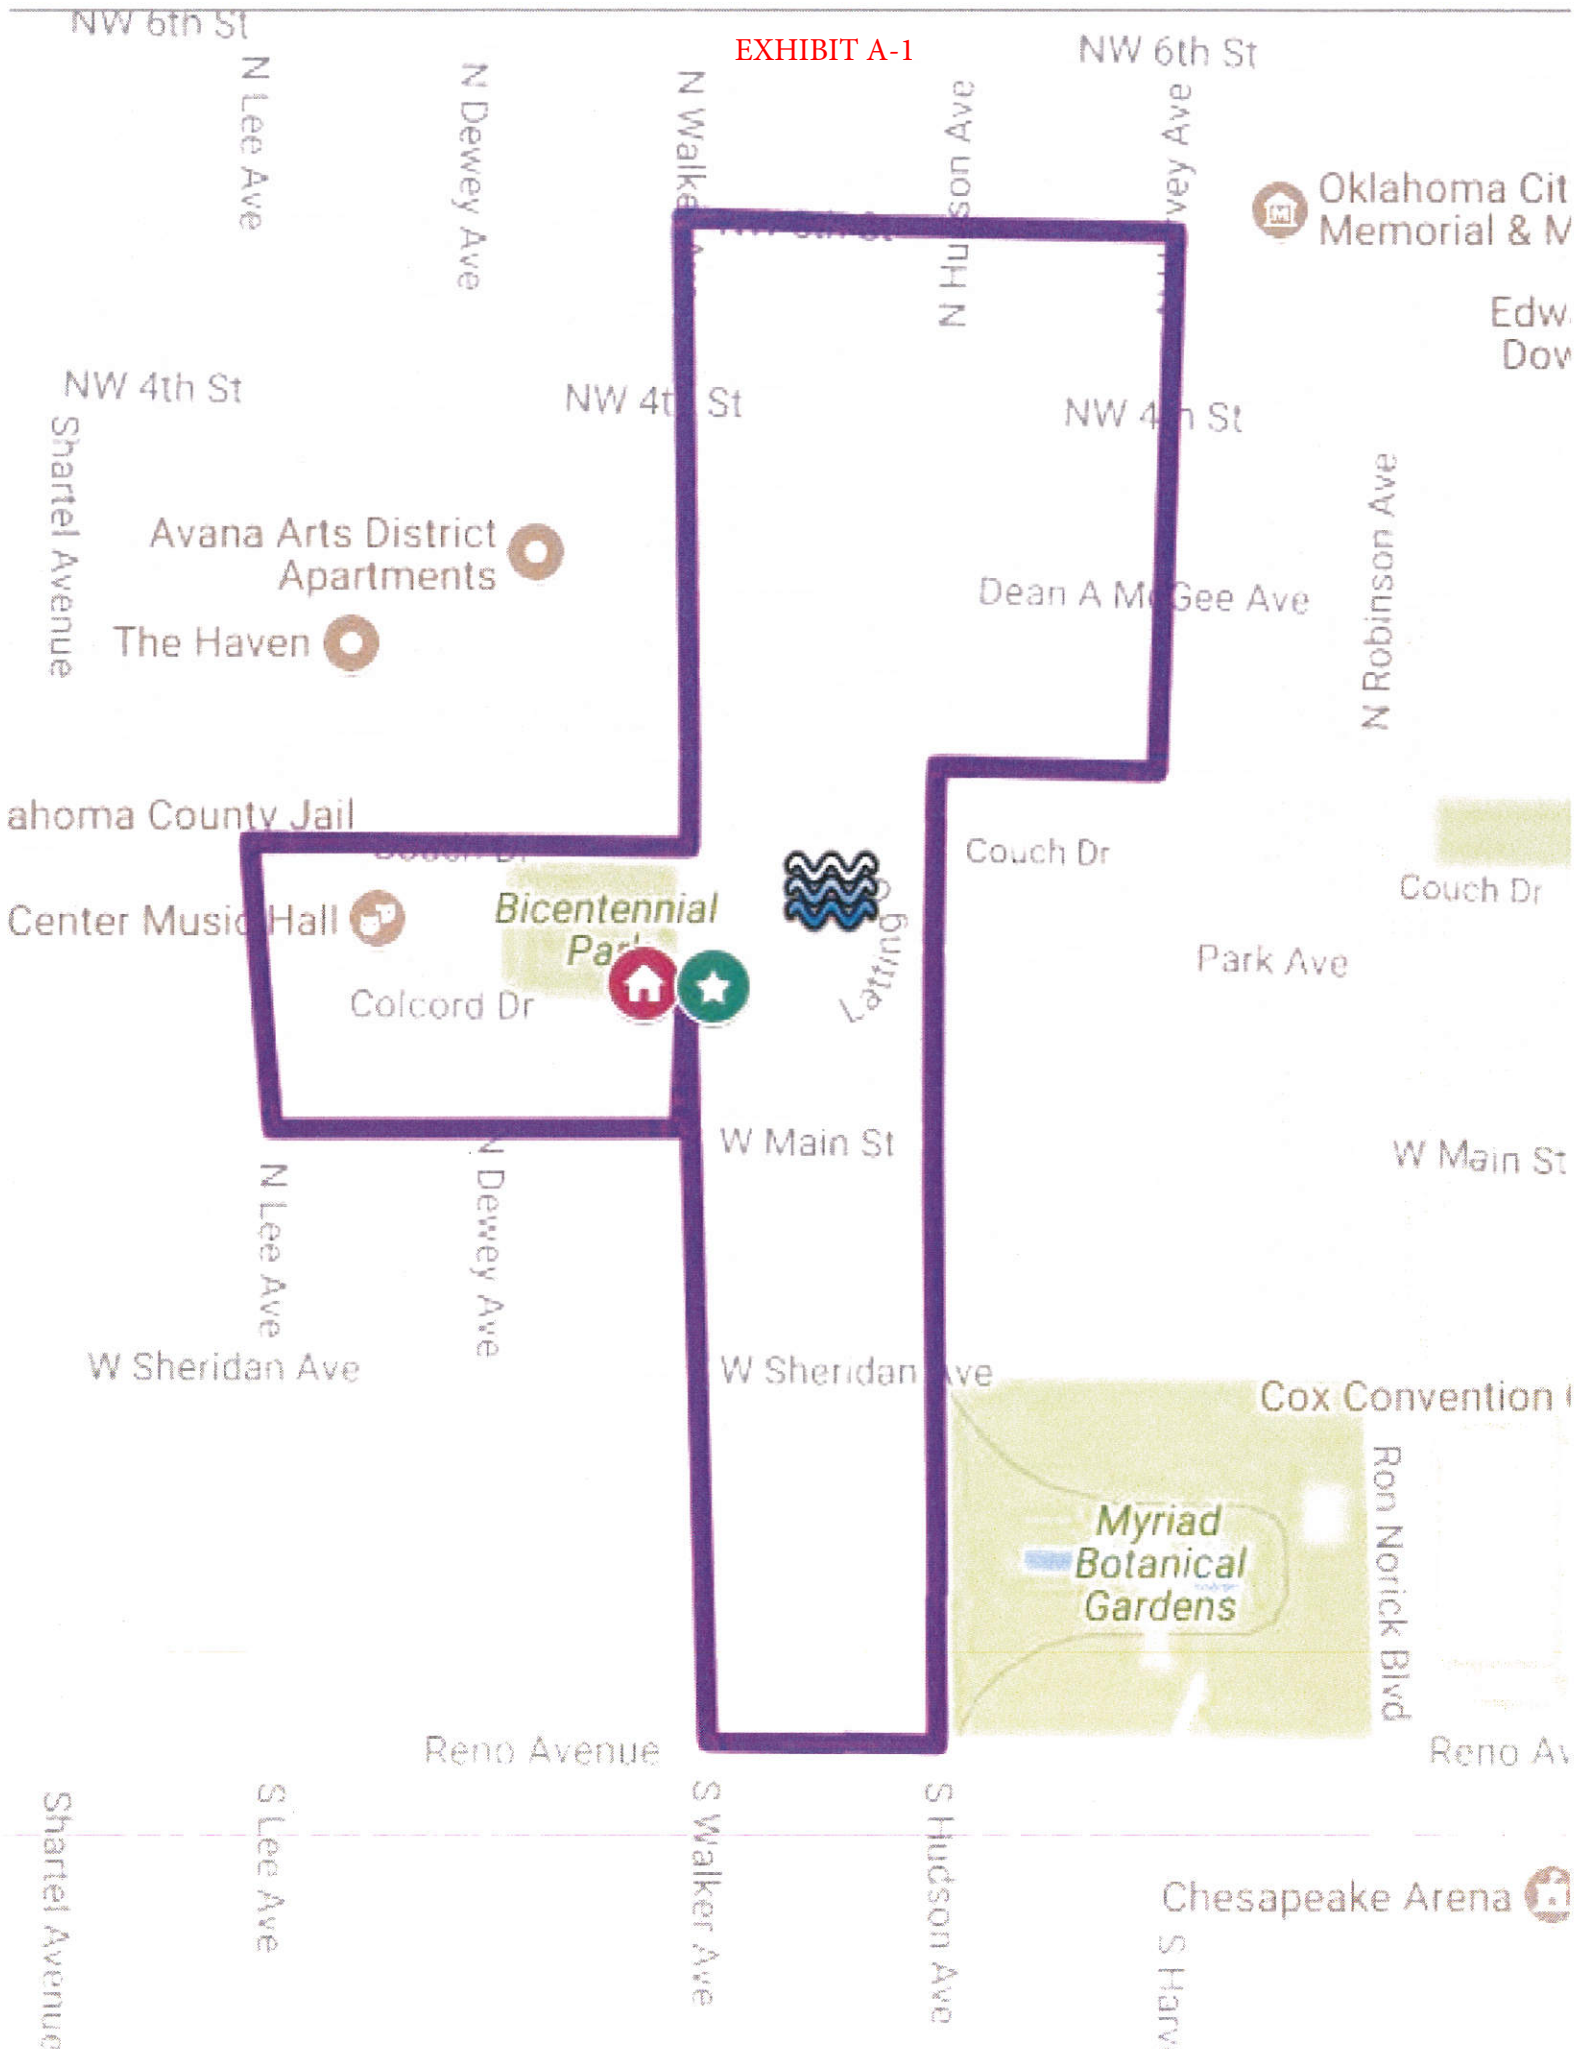 NW 6th St
EXHIBIT A-1
NW 6th St
N Lee Ave
N Dewey Ave
N Walke
Ave
N Hu son Ave
vey Ave
Oklahoma Cit
Memorial & M
Edw
Dow
NW 4th St
NW 4t St
NW 4 h St
Shartel Avenue
Avana Arts District
Apartments
The Haven
Dean A M Gee Ave
N Robinson Ave
ahoma County Jail
Couch Dr
Couch Dr
Couch Dr
Center Music Hall
Bicentennial
Par
Park Ave
Colcord Dr
Latting C
W Main St
W Main St
N Lee Ave
N Dewey Ave
W Sheridan Ave
W Sheridan Ave
Cox Convention
Myriad
Botanical
Gardens
Ron Norick Blvd
Reno Avenue
Reno Av
Shartel Avenue
S Lee Ave
S Walker Ave
S Hudson Ave
Chesapeake Arena
S Harv